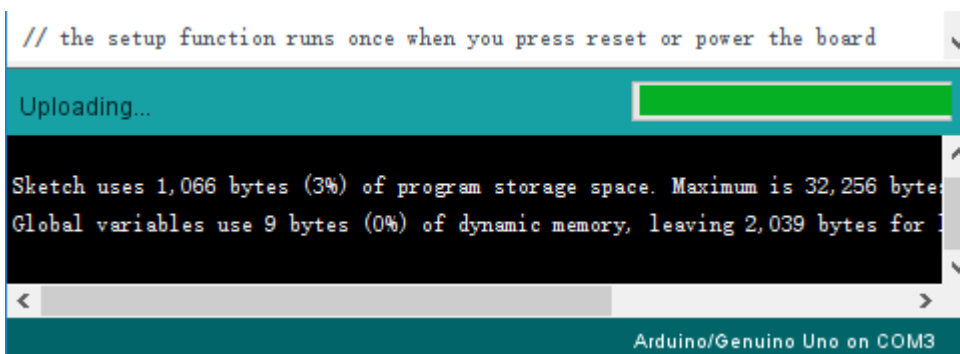 // the setup function runs once when you press reset or power the board
Uploading...
Sketch uses 1,066 bytes (3%) of program storage space. Maximum is 32,256 bytes
Global variables use 9 bytes (0%) of dynamic memory, leaving 2,039 bytes for
Arduino/Genuino Uno on COM3